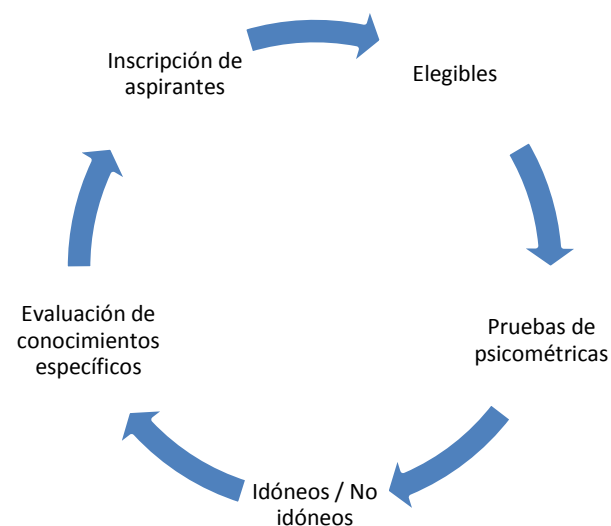 Inscripción de
aspirantes
Elegibles
Pruebas de
psicométricas
Idóneos / No
idóneos
Evaluación de
conocimientos
específicos